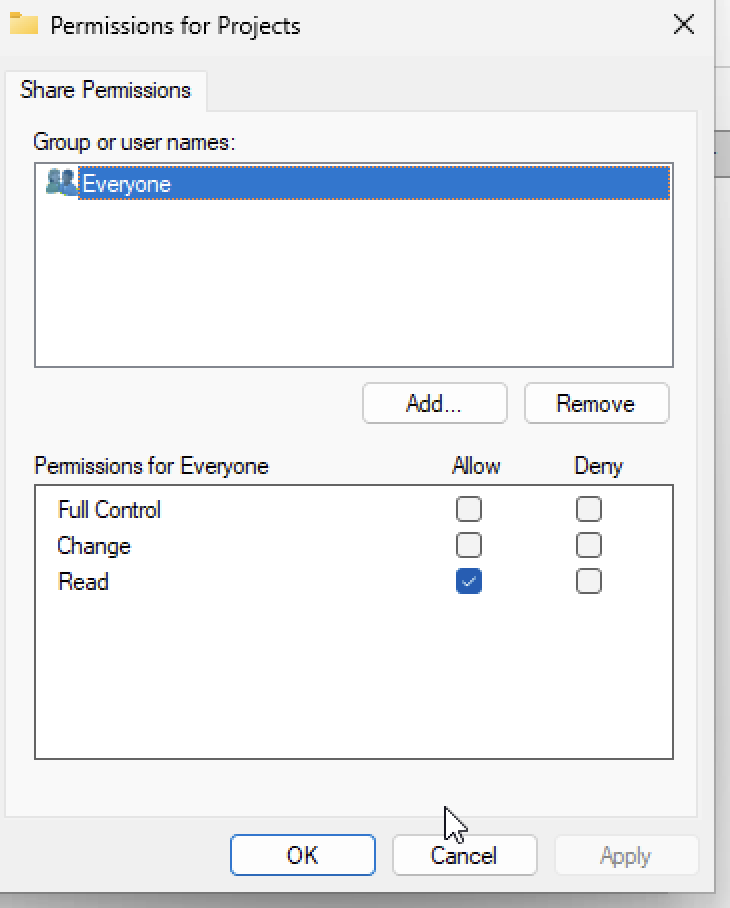 Permissions for Projects
Share Permissions
Group or user names:
Everyone
Add... Remove
Permissions for Everyone Allow Deny
Full Control
Change
Read
OK Cancel Apply